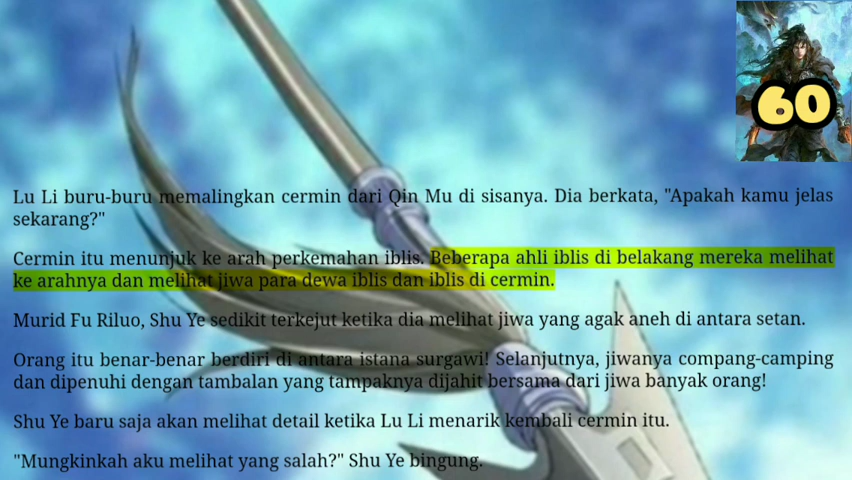 60
Lu Li buru-buru memalingkan cermin dari Qin Mu di sisanya. Dia berkata, "Apakah kamu jelas
sekarang?"
Cermin itu menunjuk ke arah perkemahan iblis. Beberapa ahli iblis di belakang mereka melihat
ke arahnya dan melihat jiwa para dewa iblis dan iblis di cermin.
Murid Fu Riluo, Shu Ye sedikit terkejut ketika dia melihat jiwa yang agak aneh di antara setan.
Orang itu benar-benar berdiri di antara istana surgawi! Selanjutnya, jiwanya compang-camping
dan dipenuhi dengan tambalan yang tampaknya dijahit bersama dari jiwa banyak orang!
Shu Ye baru saja akan melihat detail ketika Lu Li menarik kembali cermin itu.
"Mungkinkah aku melihat yang salah?" Shu Ye bingung.